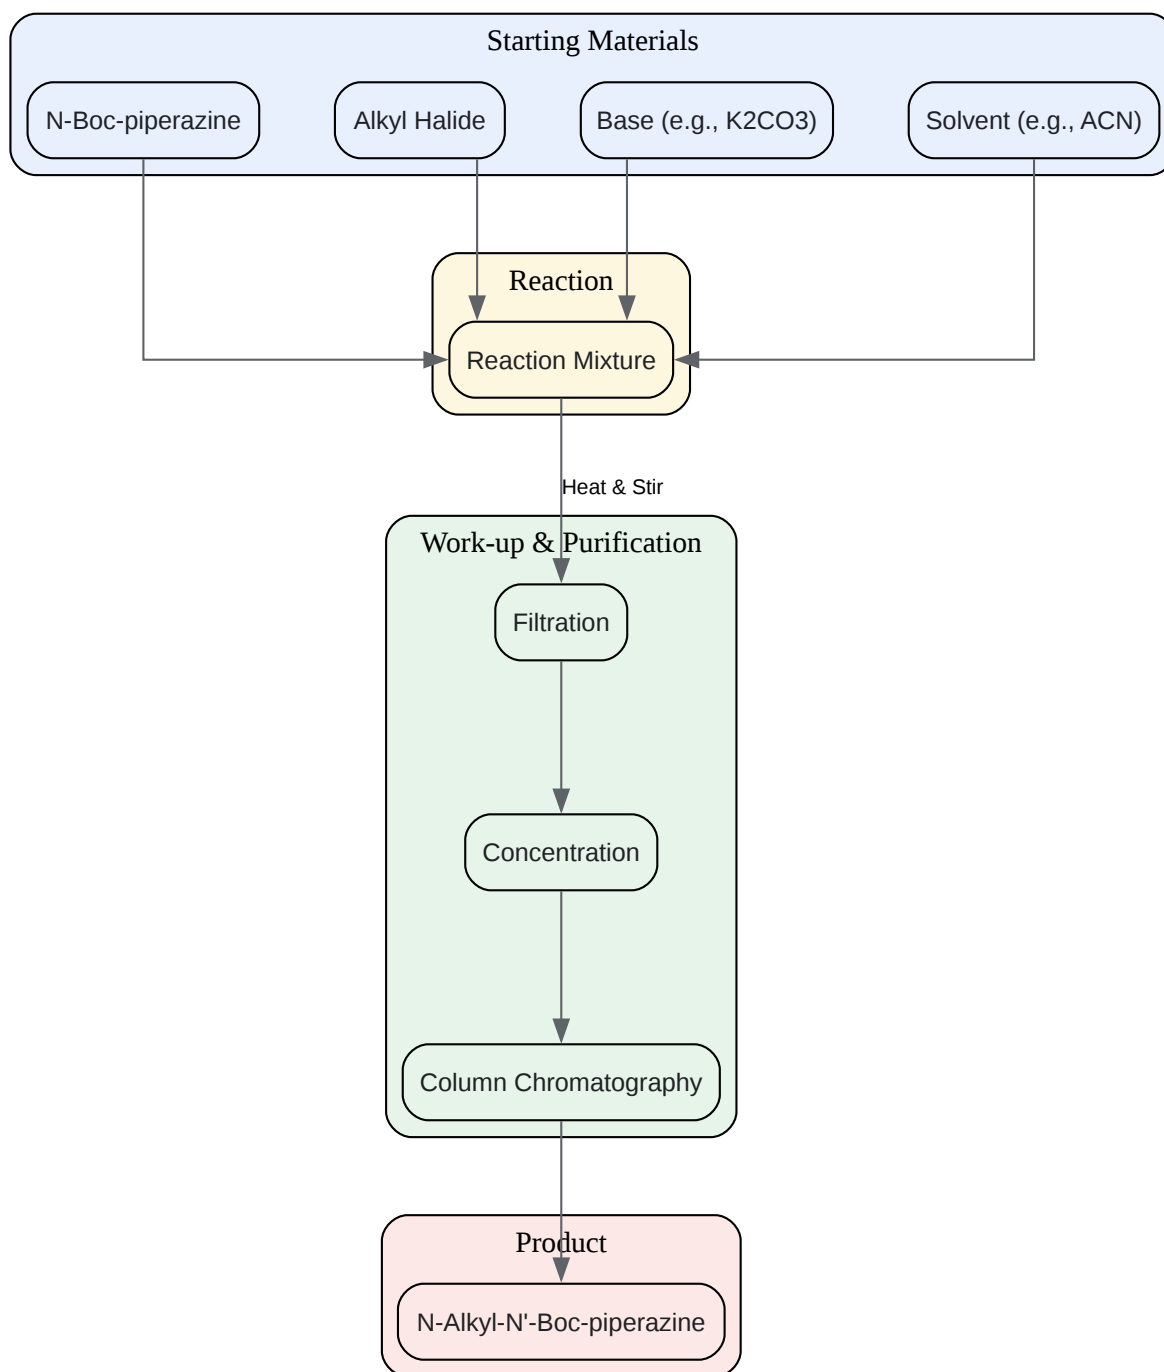 Starting Materials
N-Boc-piperazine
Alkyl Halide
Base (e.g., K2CO3)
Solvent (e.g., ACN)
Reaction
Reaction Mixture
Heat & Stir
Work-up & Purification
Filtration
Concentration
Column Chromatography
Product
N-Alkyl-N'-Boc-piperazine